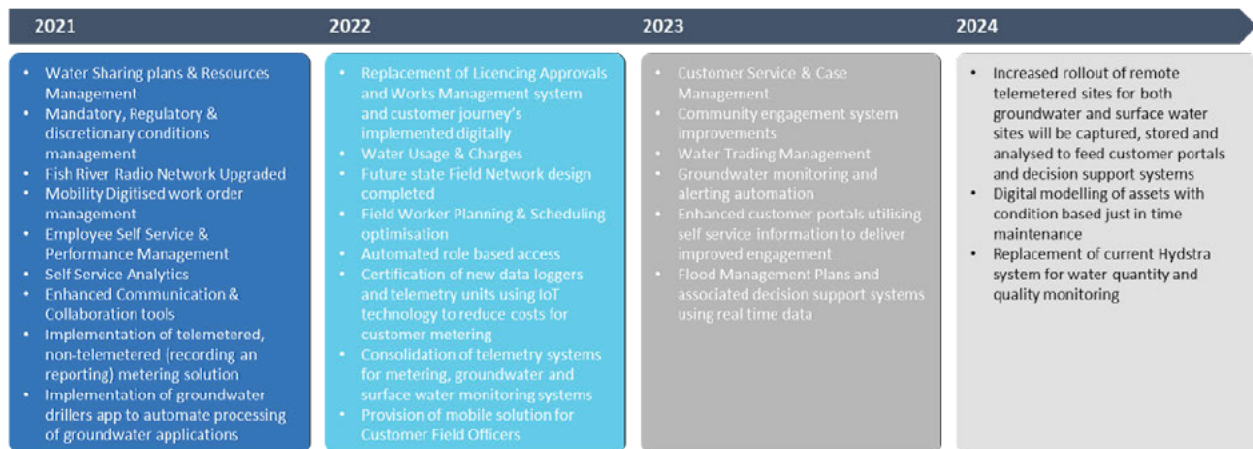 2021
2022
2023
2024
• Water Sharing plans & Resources
Management
• Mandatory, Regulatory &
discretionary conditions
management
• Fish River Radio Network Upgraded
• Mobility Digitised work order
management
• Employee Self Service &
Performance Management
• Self Service Analytics
• Enhanced Communication &
Collaboration tools
• Implementation of telemetered,
non-telemetered (recording an
reporting) metering solution
• Implementation of groundwater
drillers app to automate processing
of groundwater applications
• Replacement of Licencing Approvals
and Works Management system
and customer journey's
implemented digitally
• Water Usage & Charges
• Future state Field Network design
completed
• Field Worker Planning & Scheduling
optimisation
• Automated role based access
• Certification of new data loggers
and telemetry units using IoT
technology to reduce costs for
customer metering
• Consolidation of telemetry systems
for metering, groundwater and
surface water monitoring systems
• Provision of mobile solution for
Customer Field Officers
• Customer Service & Case
Management
• Community engagement system
improvements
• Water Trading Management
• Groundwater monitoring and
alerting automation
• Enhanced customer portals utilising
self service information to deliver
improved engagement
• Flood Management Plans and
associated decision support systems
using real time data
• Increased rollout of remote
telemetered sites for both
groundwater and surface water
sites will be captured, stored and
analysed to feed customer portals
and decision support systems
• Digital modelling of assets with
condition based just in time
maintenance
• Replacement of current Hydstra
system for water quantity and
quality monitoring